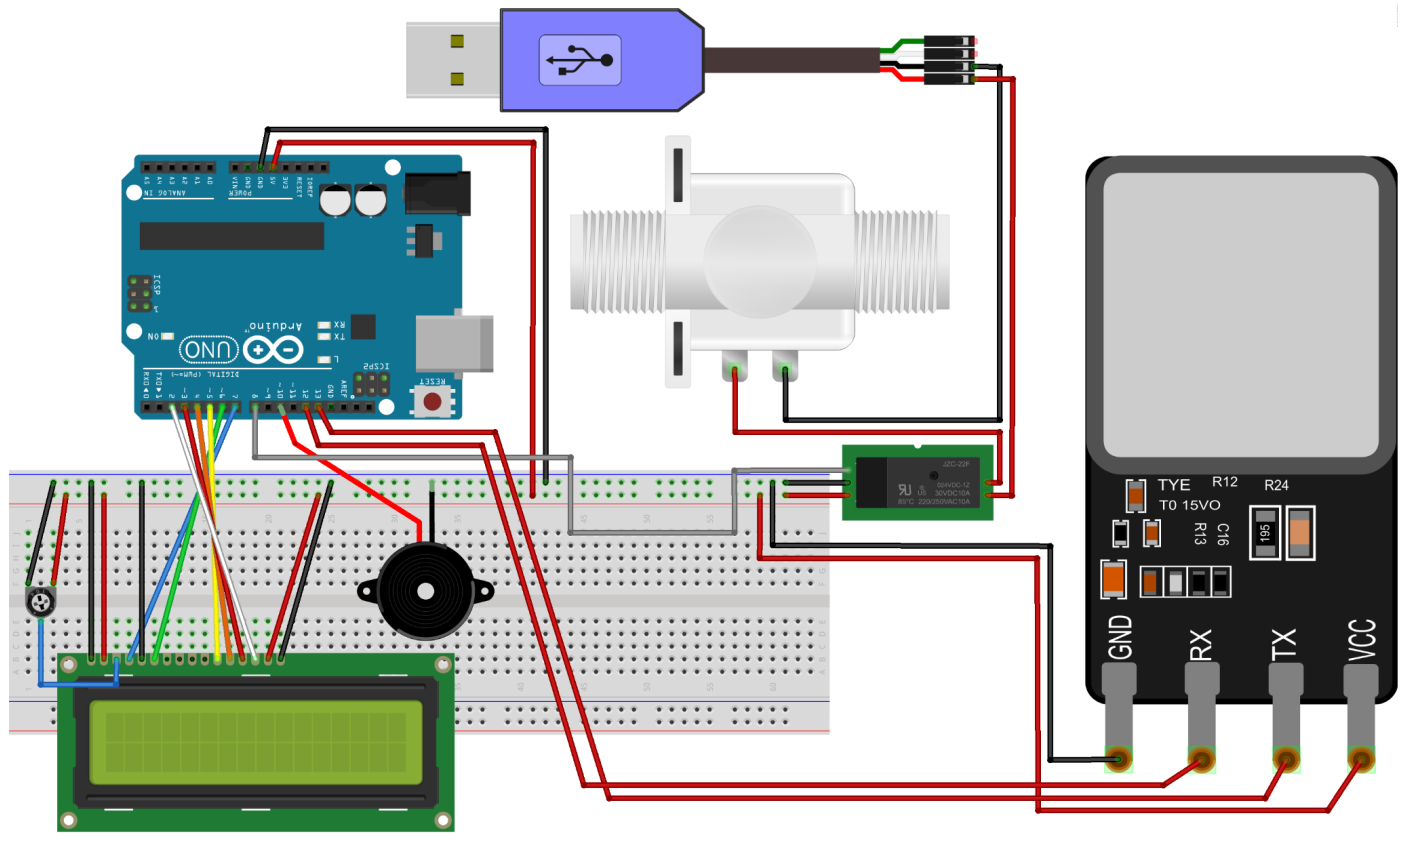 A5 A4 A3 A2 A1 A0
VIN GND GND 5V 3V3 RESET IOREF
ANALOG IN
POWER
ICSP
1
ON
RX
TX
L
Arduino
UNO
DIGITAL (PWM=~)
ICSP2
RESET
RXD◄0 TXD►1 2 ~3 4 ~5 ~6 7 8 ~9 ~10 ~11 12 13 GND AREF
JZC-22F
024VDC-1Z
30VDC10A
85°C 220/250VAC10A
TYE
R12
R24
T0 15VO
R13
C16
195
GND
RX
TX
VCC